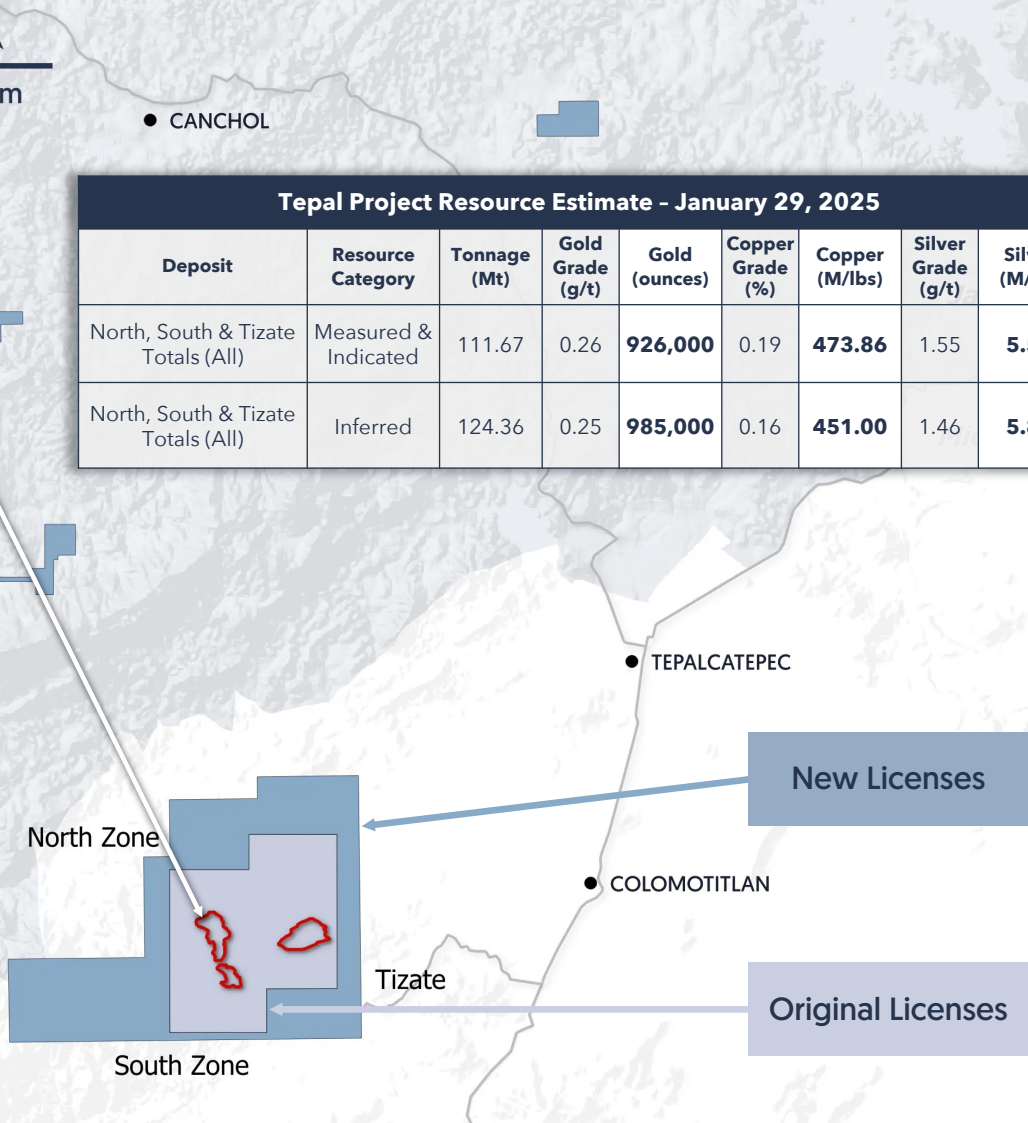 m
CANCHOL
Tepal Project Resource Estimate – January 29, 2025
Deposit
Resource
Category
Tonnage
(Mt)
Gold
Grade
(g/t)
Gold
(ounces)
Copper
Grade
(%)
Copper
(M/lbs)
Silver
Grade
(g/t)
North, South & Tizate
Totals (All)
Measured &
Indicated
111.67
0.26
926,000
0.19
473.86
1.55
North, South & Tizate
Totals (All)
Inferred
124.36
0.25
985,000
0.16
451.00
1.46
TEPALCATEPEC
New Licenses
North Zone
COLOMOTITLAN
Tizate
Original Licenses
South Zone